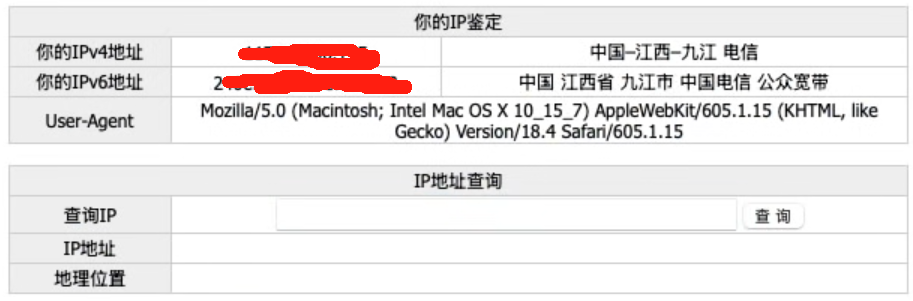 你的IP鉴定
你的IPv4地址
中国–江西–九江 电信
你的IPv6地址
中国 江西省 九江市 中国电信 公众宽带
User-Agent
Mozilla/5.0 (Macintosh; Intel Mac OS X 10_15_7) AppleWebKit/605.1.15 (KHTML, like
Gecko) Version/18.4 Safari/605.1.15
IP地址查询
查询IP
查 询
IP地址
地理位置